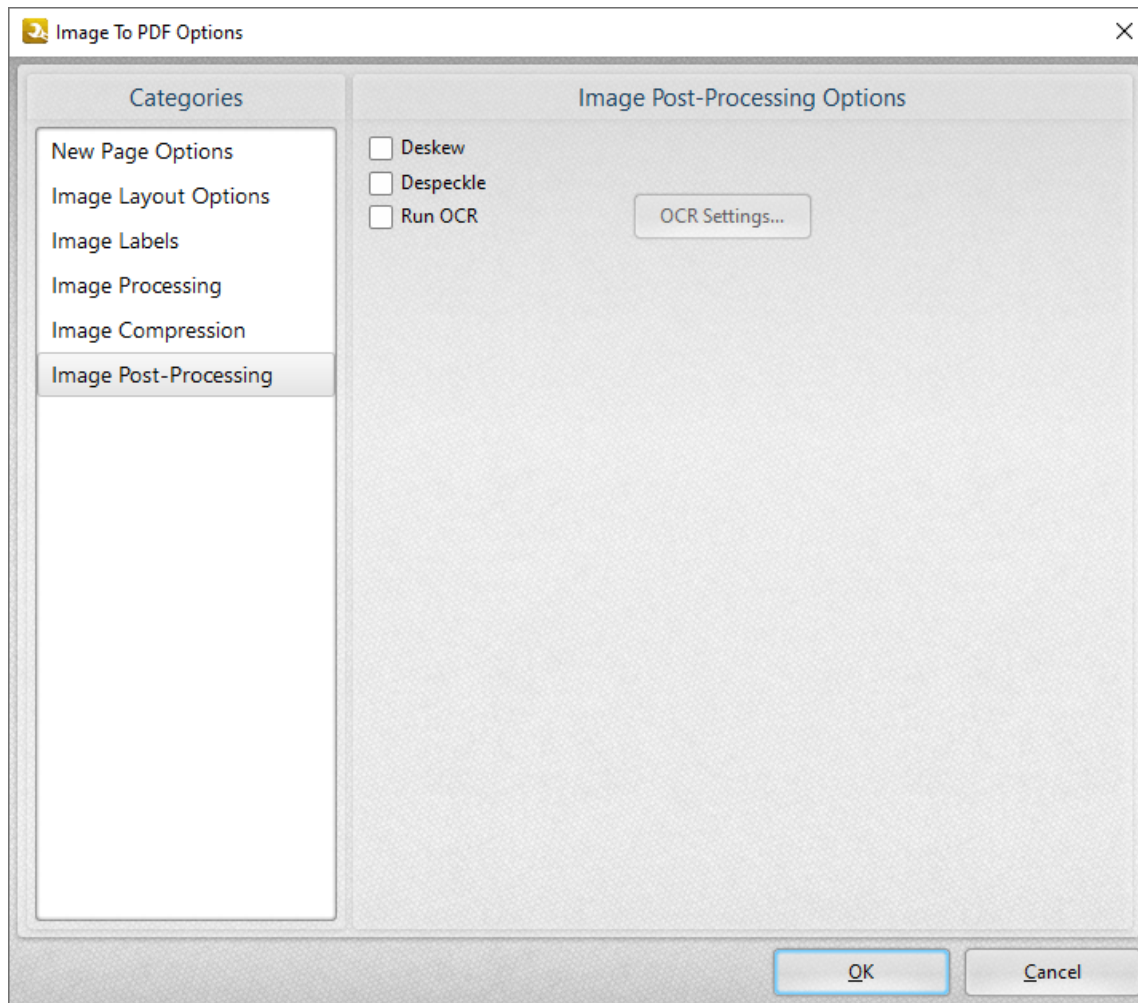 Image To PDF Options
Categories
New Page Options
Image Layout Options
Image Labels
Image Processing
Image Compression
Image Post-Processing
Image Post-Processing Options
Deskew
Despeckle
Run OCR
OCR Settings...
OK
Cancel